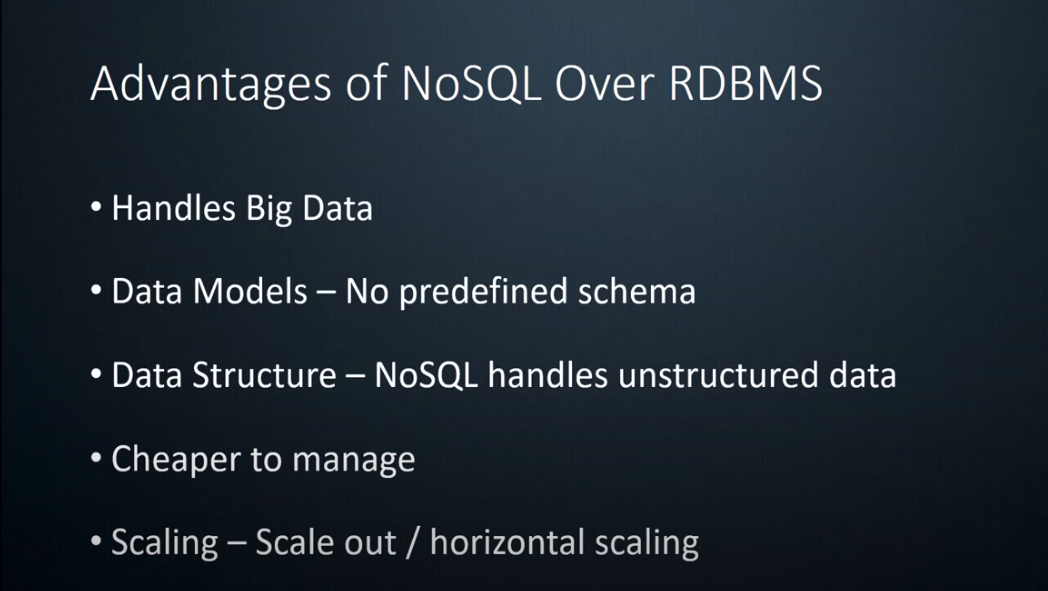 Advantages of NoSQL Over RDBMS
• Handles Big Data
• Data Models – No predefined schema
• Data Structure – NoSQL handles unstructured data
• Cheaper to manage
• Scaling – Scale out / horizontal scaling